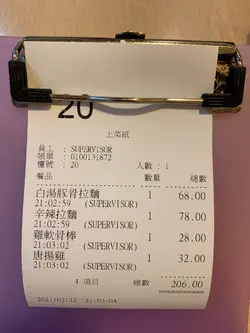 20
上菜紙
員工 : SUPERVISOR
帳單 : 0100131872
檯號 : 20 人數 : 1
餐品 數量 總數
白湯豚骨拉麵 1 68.00
21:02:59 (SUPERVISOR)
辛辣拉麵 1 78.00
21:02:59 (SUPERVISOR)
雞軟骨棒 1 28.00
21:03:02 (SUPERVISOR)
唐揚雞 1 32.00
21:03:02 (SUPERVISOR)
4 項目 總數 206.00
2021/02/22 21:03:04